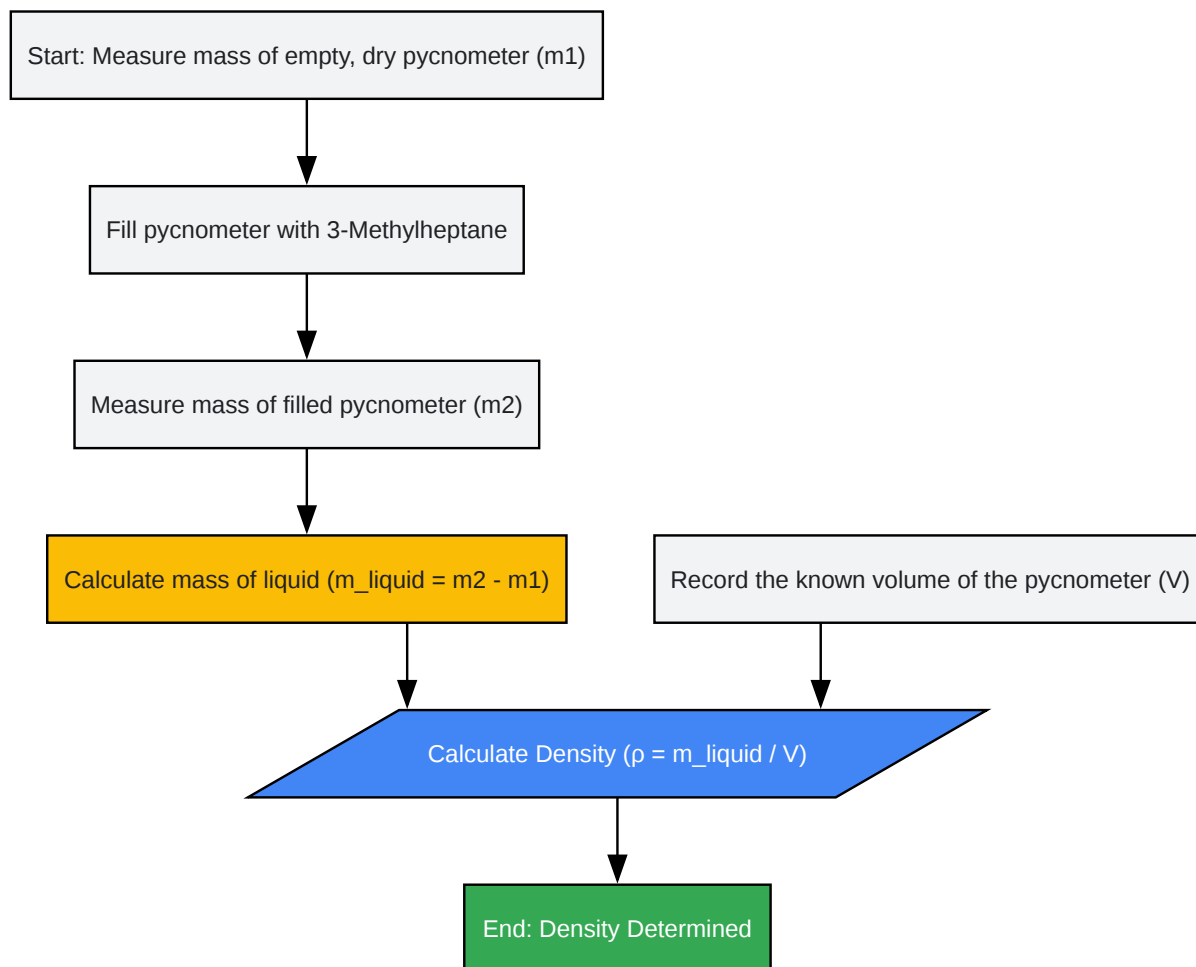 Start: Measure mass of empty, dry pycnometer (m1)
Fill pycnometer with 3-Methylheptane
Measure mass of filled pycnometer (m2)
Calculate mass of liquid (m_liquid = m2 - m1)
Record the known volume of the pycnometer (V)
Calculate Density (ρ = m_liquid / V)
End: Density Determined